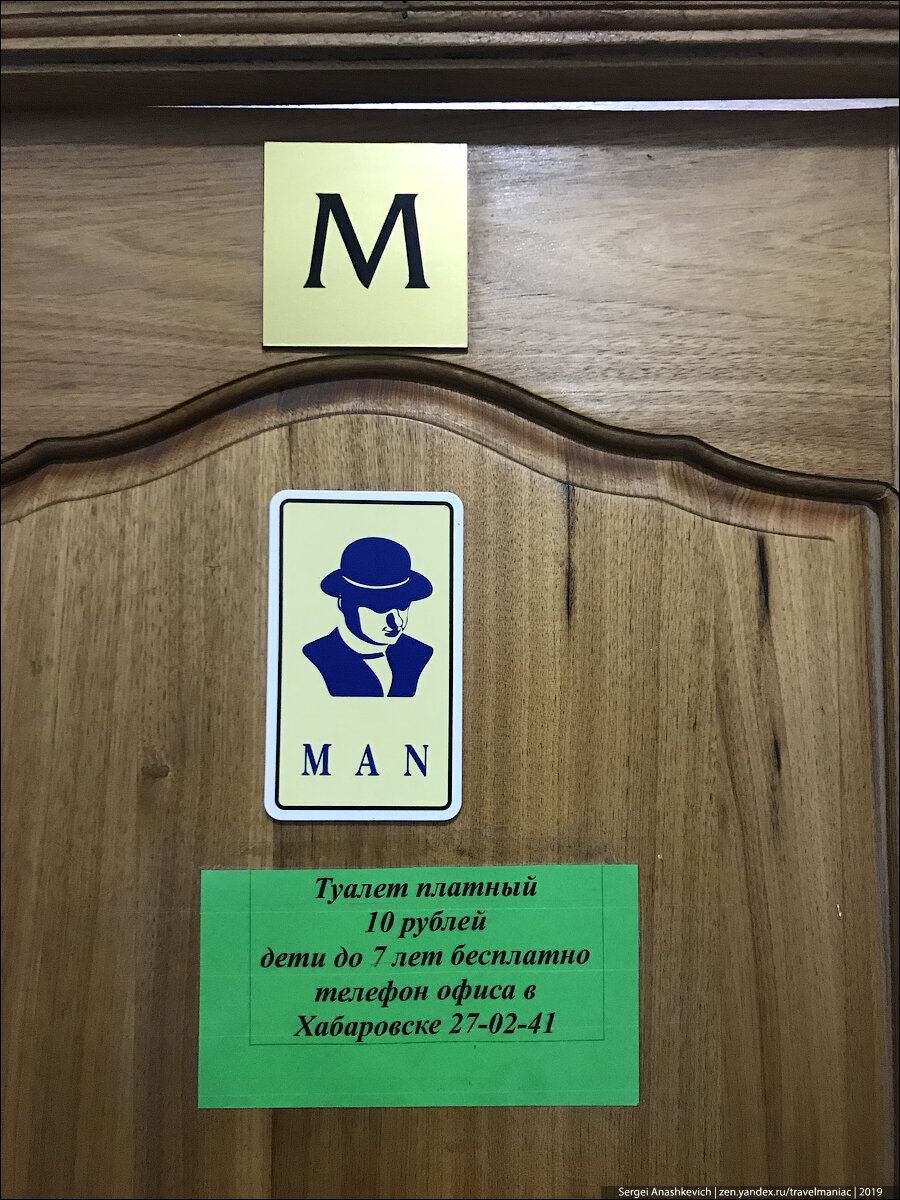 M
MAN
Туалет платный
10 рублей
дети до 7 лет бесплатно
телефон офиса в
Хабаровске 27-02-41
Sergei Anashkevich | zen.yandex.ru/travelmaniac | 2019